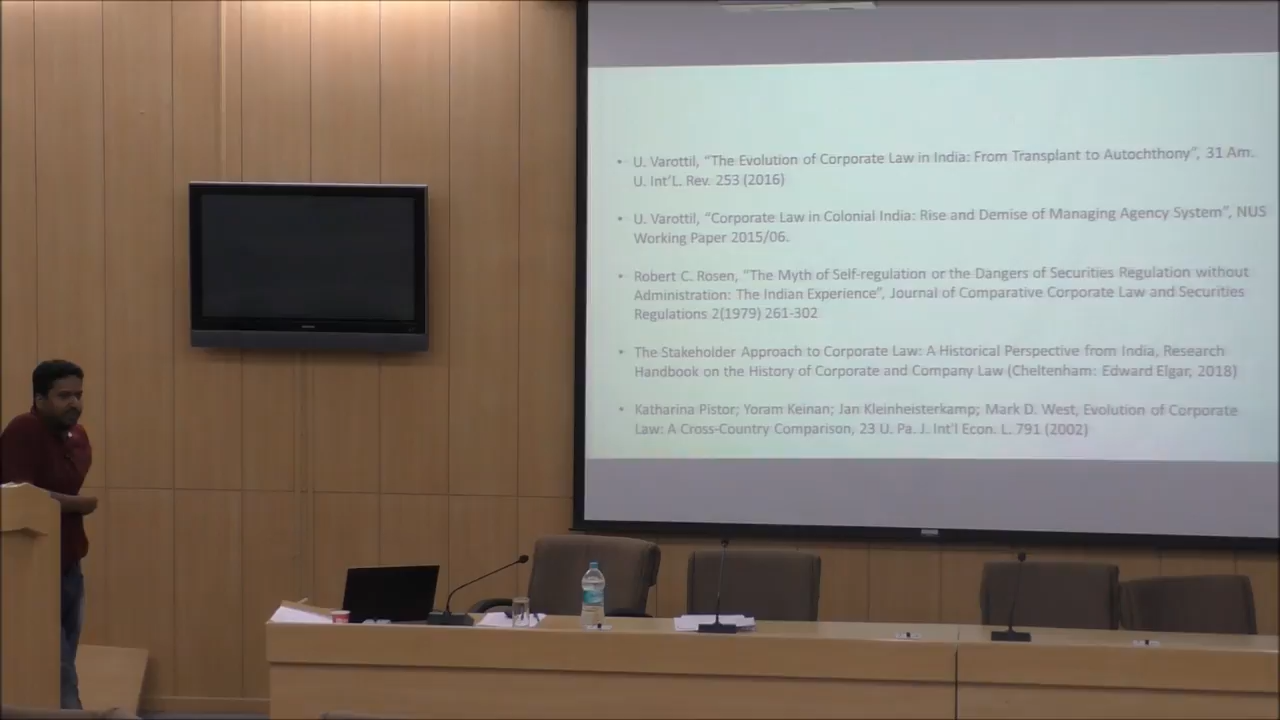 • U. Varottil, "The Evolution of Corporate Law in India: From Transplant to Autochthony", 31 Am.
U. Int'L. Rev. 253 (2016)
• U. Varottil, "Corporate Law in Colonial India: Rise and Demise of Managing Agency System", NUS
Working Paper 2015/06.
• Robert C. Rosen, "The Myth of Self-regulation or the Dangers of Securities Regulation without
Administration: The Indian Experience", Journal of Comparative Corporate Law and Securities
Regulations 2(1979) 261-302
• The Stakeholder Approach to Corporate Law: A Historical Perspective from India, Research
Handbook on the History of Corporate and Company Law (Cheltenham: Edward Elgar, 2018)
• Katharina Pistor; Yoram Keinan; Jan Kleinheisterkamp; Mark D. West, Evolution of Corporate
Law: A Cross-Country Comparison, 23 U. Pa. J. Int'l Econ. L. 791 (2002)